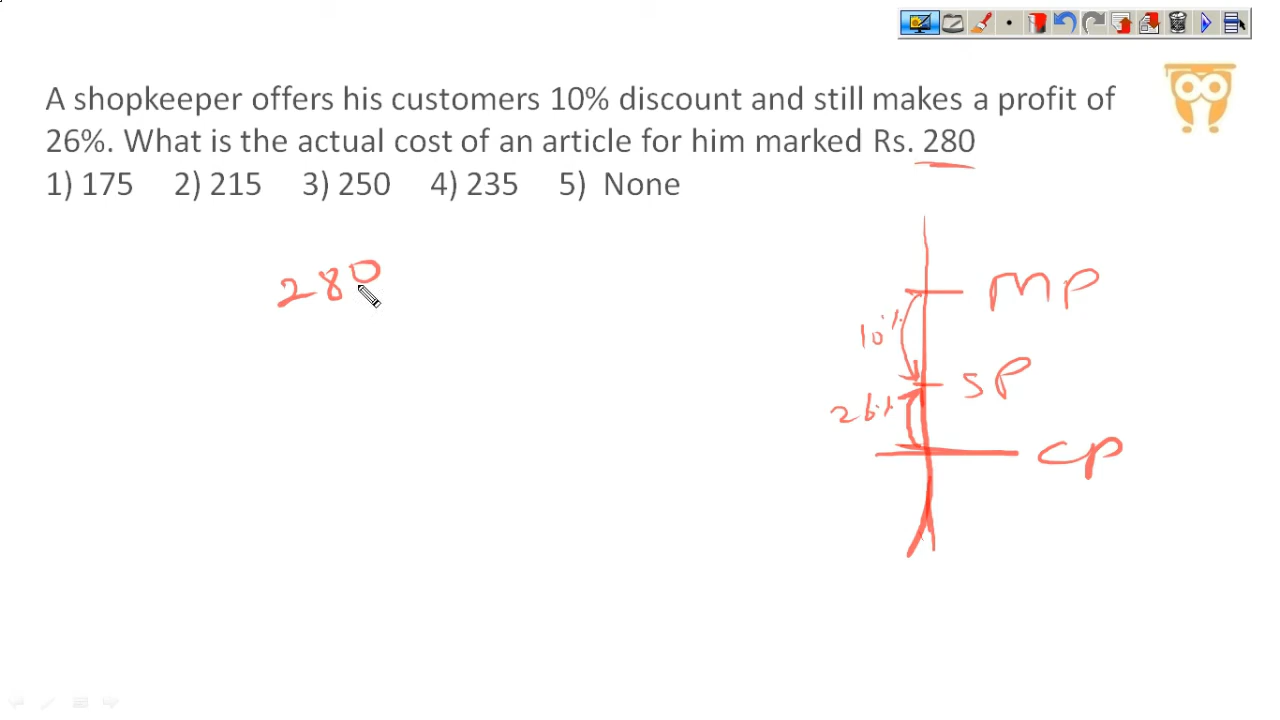 A shopkeeper offers his customers 10% discount and still makes a profit of
26%. What is the actual cost of an article for him marked Rs. 280
1) 175 2) 215 3) 250 4) 235 5) None
280
MP
10%
SP
26%
CP